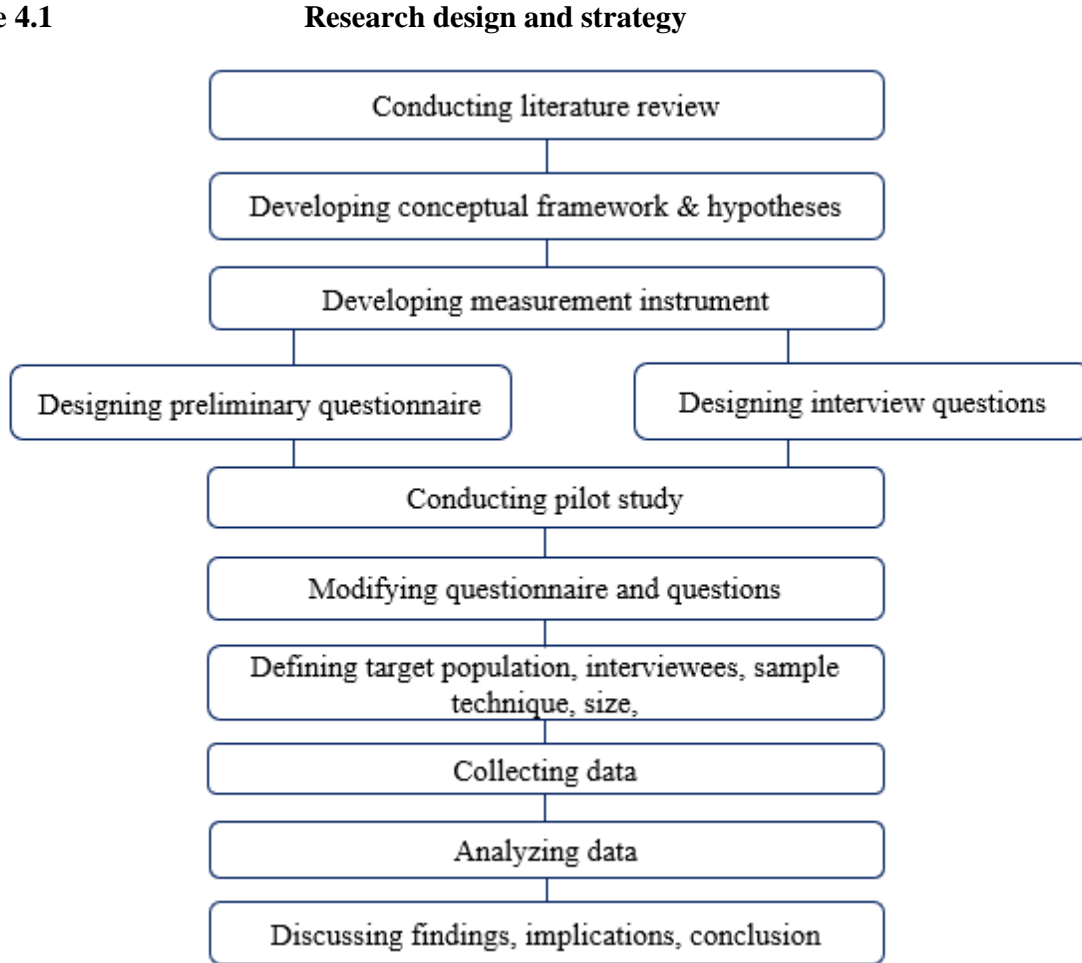 e 4.1 Research design and strategy
Conducting literature review
Developing conceptual framework & hypotheses
Developing measurement instrument
Designing preliminary questionnaire
Designing interview questions
Conducting pilot study
Modifying questionnaire and questions
Defining target population, interviewees, sample
technique, size,
Collecting data
Analyzing data
Discussing findings, implications, conclusion